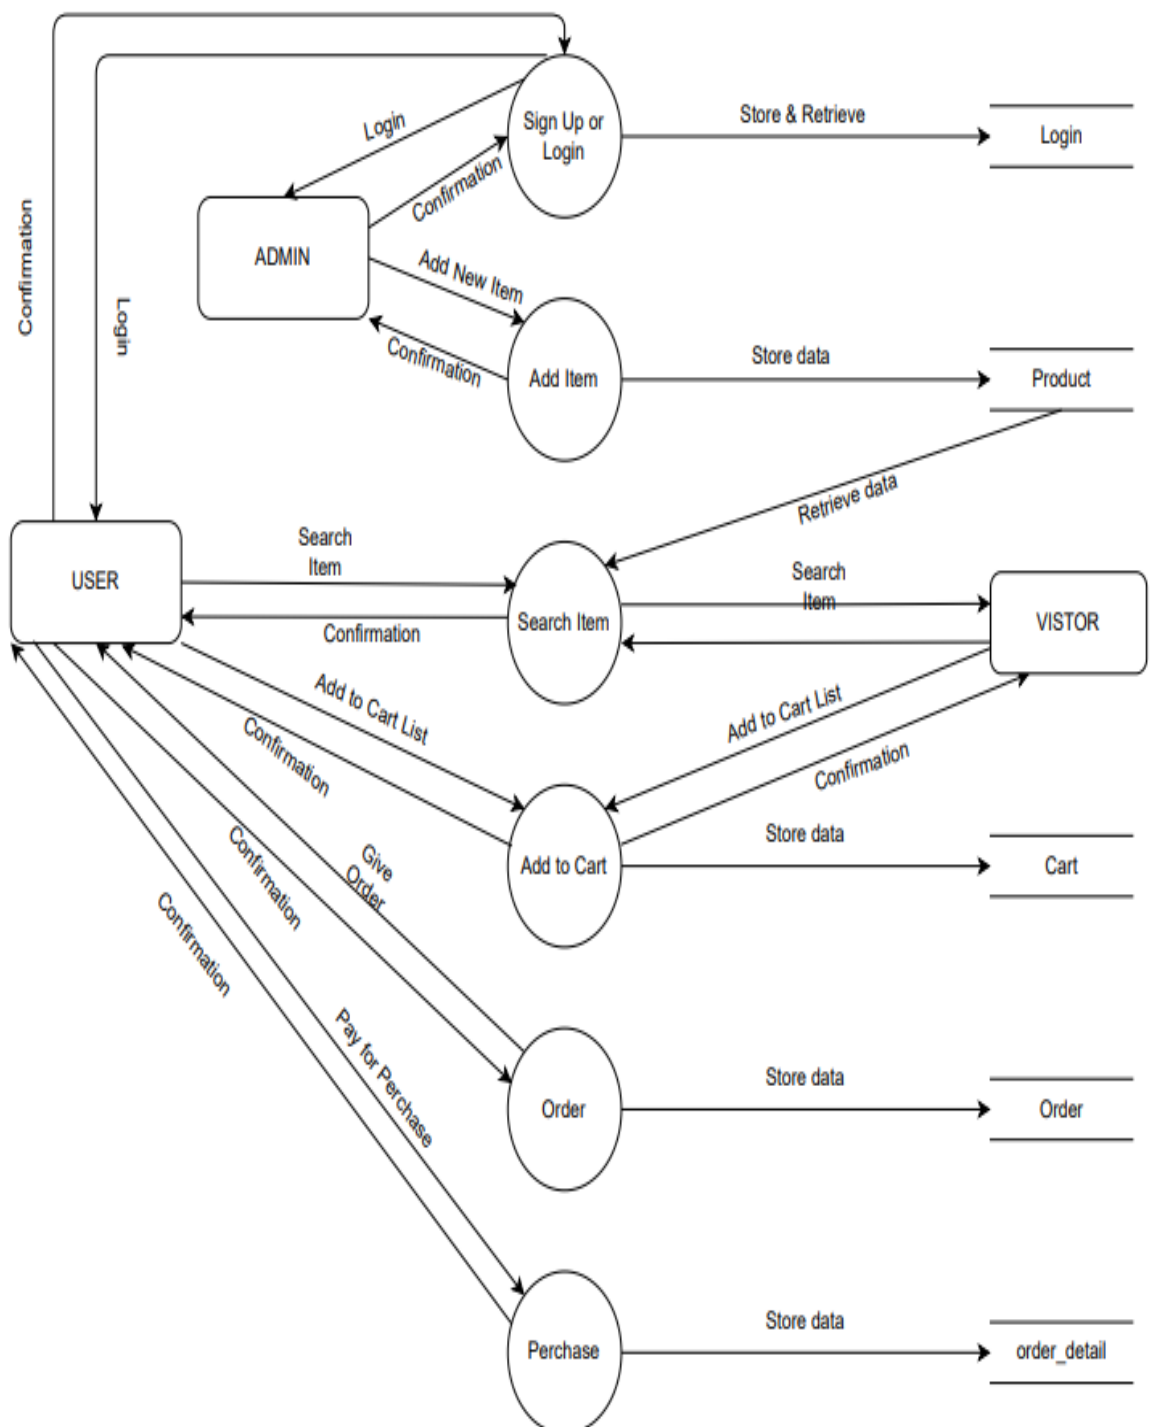 Sign Up or
Login
Store & Retrieve
Login
Login
Confirmation
ADMIN
Add New Item
Confirmation
Confirmation
Login
Add Item
Store data
Product
Retrieve data
USER
Search
Item
Confirmation
Search Item
Search
Item
VISTOR
Add to Cart List
Confirmation
Add to Cart List
Confirmation
Add to Cart
Store data
Cart
Give
Order
Confirmation
Confirmation
Pay for Perchase
Order
Store data
Order
Perchase
Store data
order_detail